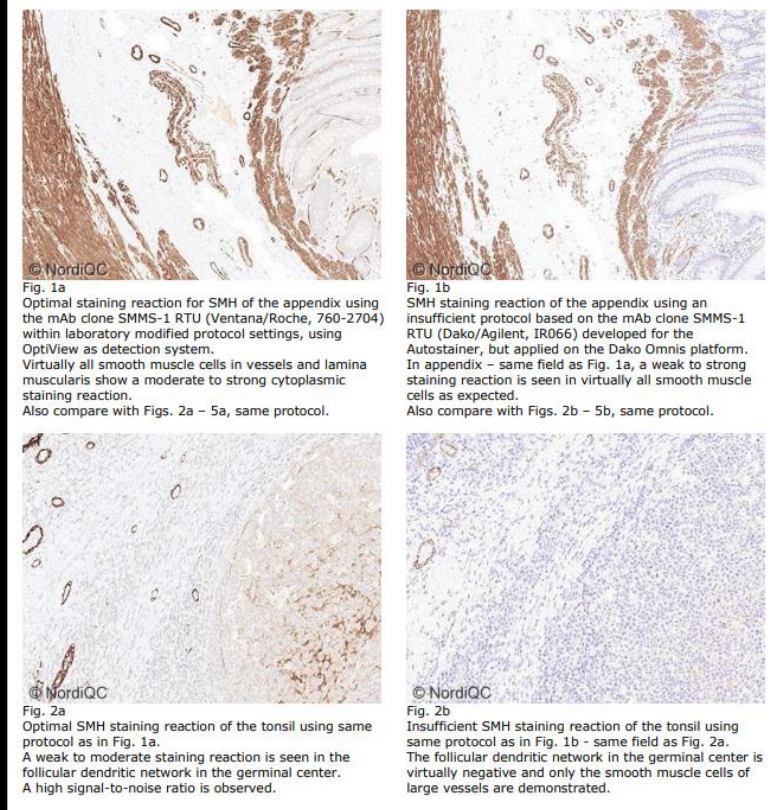 © NordiQC
Fig. 1a
Optimal staining reaction for SMH of the appendix using
the mAb clone SMMS-1 RTU (Ventana/Roche, 760-2704)
within laboratory modified protocol settings, using
OptiView as detection system.
Virtually all smooth muscle cells in vessels and lamina
muscularis show a moderate to strong cytoplasmic
staining reaction.
Also compare with Figs. 2a – 5a, same protocol.
© NordiQC
Fig. 1b
SMH staining reaction of the appendix using an
insufficient protocol based on the mAb clone SMMS-1
RTU (Dako/Agilent, IR066) developed for the
Autostainer, but applied on the Dako Omnis platform.
In appendix – same field as Fig. 1a, a weak to strong
staining reaction is seen in virtually all smooth muscle
cells as expected.
Also compare with Figs. 2b – 5b, same protocol.
© NordiQC
Fig. 2a
Optimal SMH staining reaction of the tonsil using same
protocol as in Fig. 1a.
A weak to moderate staining reaction is seen in the
follicular dendritic network in the germinal center.
A high signal-to-noise ratio is observed.
© NordiQC
Fig. 2b
Insufficient SMH staining reaction of the tonsil using
same protocol as in Fig. 1b - same field as Fig. 2a.
The follicular dendritic network in the germinal center is
virtually negative and only the smooth muscle cells of
large vessels are demonstrated.